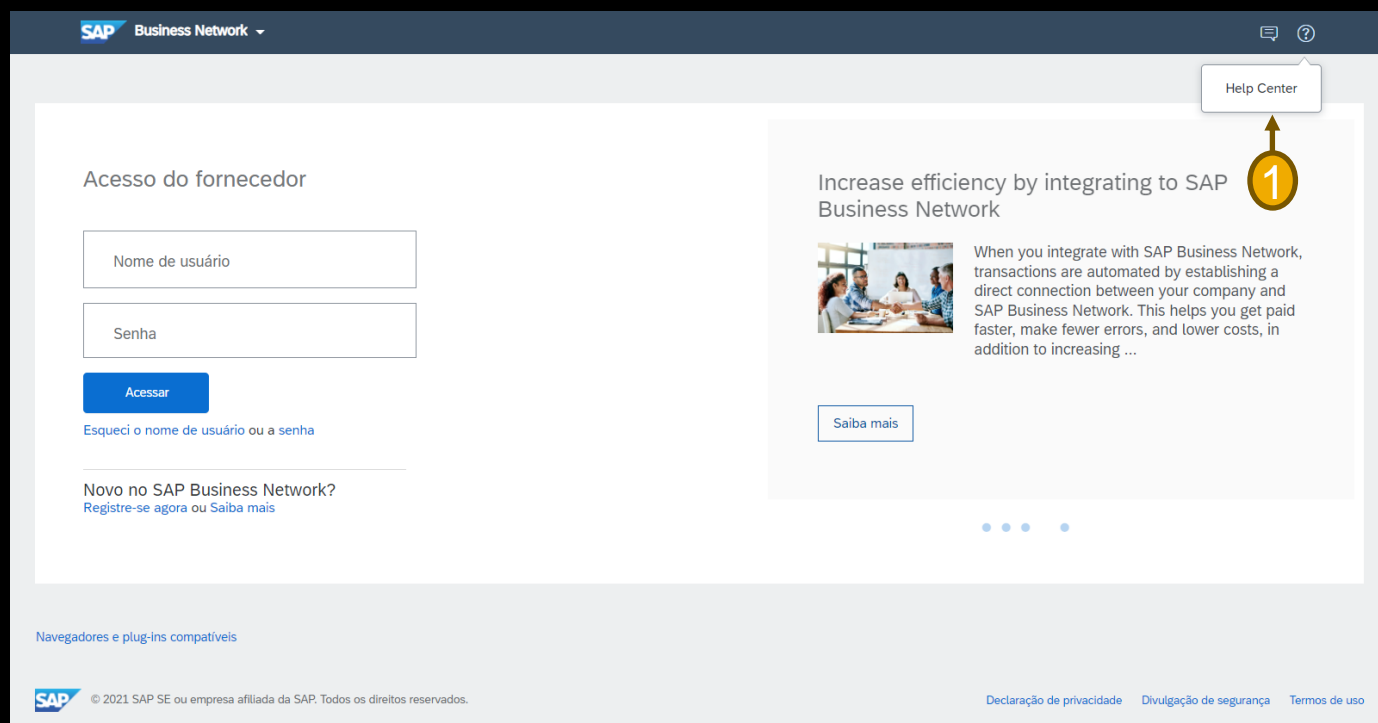 SAP Business Network
Help Center
1
Acesso do fornecedor
Nome de usuário
Senha
Acessar
Esqueci o nome de usuário ou a senha
Novo no SAP Business Network?
Registre-se agora ou Saiba mais
Increase efficiency by integrating to SAP
Business Network
When you integrate with SAP Business Network,
transactions are automated by establishing a
direct connection between your company and
SAP Business Network. This helps you get paid
faster, make fewer errors, and lower costs, in
addition to increasing ...
Saiba mais
Navegadores e plug-ins compatíveis
SAP © 2021 SAP SE ou empresa afiliada da SAP. Todos os direitos reservados.
Declaração de privacidade Divulgação de segurança Termos de uso